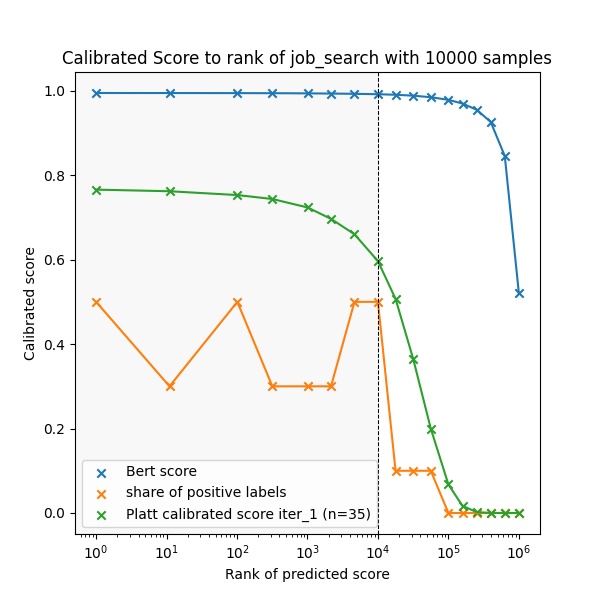 Calibrated Score to rank of job_search with 10000 samples
Calibrated score
1.0
0.8
0.6
0.4
0.2
0.0
Bert score
share of positive labels
Platt calibrated score iter_1 (n=35)
10⁰
10¹
10²
10³
10⁴
10⁵
10⁶
Rank of predicted score